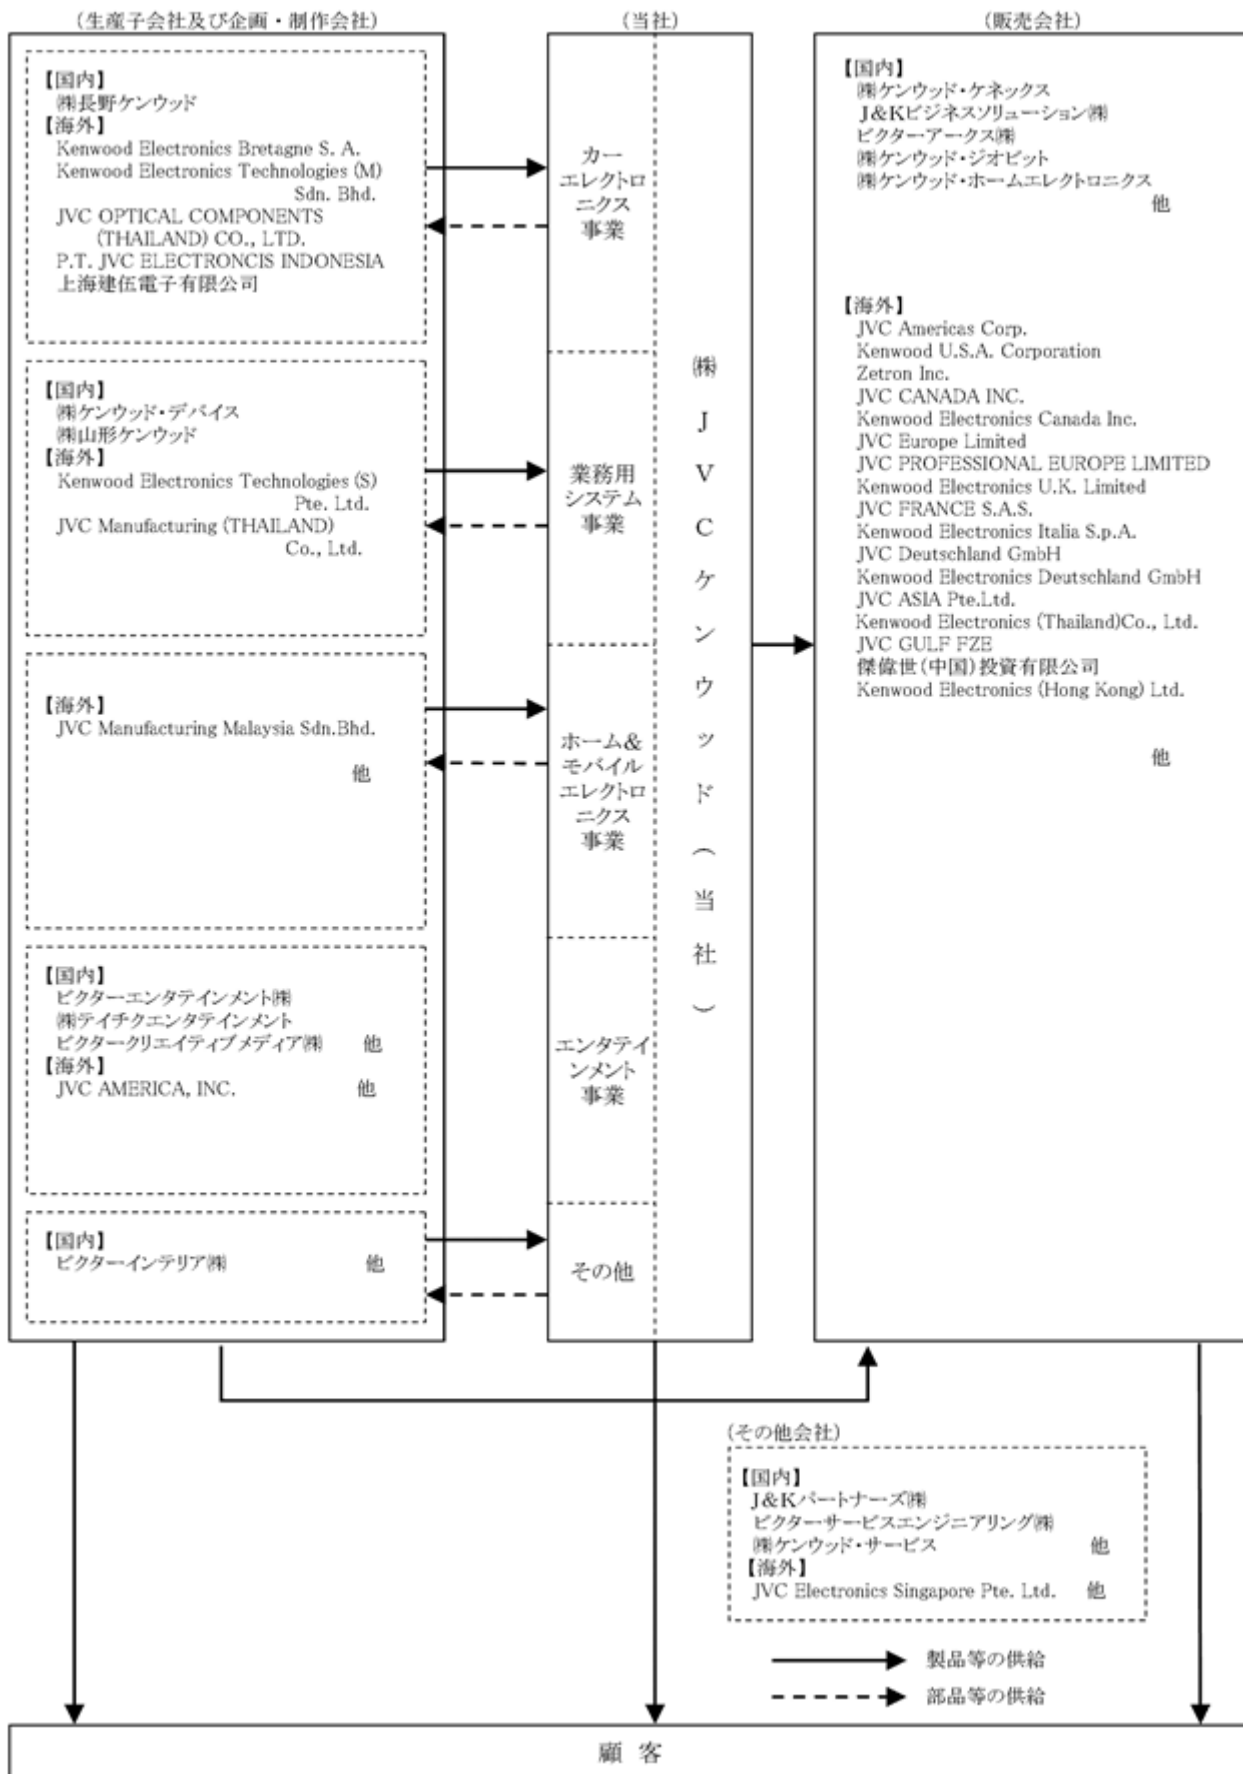 (生産子会社及び企画・制作会社)
【国内】
㈱長野ケンウッド
【海外】
Kenwood Electronics Bretagne S. A.
Kenwood Electronics Technologies (M)
Sdn. Bhd.
JVC OPTICAL COMPONENTS
(THAILAND) CO., LTD.
P.T. JVC ELECTRONCIS INDONESIA
上海建伍電子有限公司
【国内】
㈱ケンウッド・デバイス
㈱山形ケンウッド
【海外】
Kenwood Electronics Technologies (S)
Pte. Ltd.
JVC Manufacturing (THAILAND)
Co., Ltd.
【海外】
JVC Manufacturing Malaysia Sdn.Bhd.
他
【国内】
ビクターエンタテインメント㈱
㈱テイチクエンタテインメント
ビクタークリエイティブメディア㈱ 他
【海外】
JVC AMERICA, INC. 他
【国内】
ビクターインテリア㈱ 他
(当社)
カー
エレクトロ
ニクス
事業
業務用
システム
事業
ホーム&
モバイル
エレクトロ
ニクス
事業
エンタテイ
ンメント
事業
その他
㈱JVCケンウッド(当社)
(販売会社)
【国内】
㈱ケンウッド・ケネックス
J&Kビジネスソリューション㈱
ビクターアークス㈱
㈱ケンウッド・ジオビット
㈱ケンウッド・ホームエレクトロニクス
他
【海外】
JVC Americas Corp.
Kenwood U.S.A. Corporation
Zetron Inc.
JVC CANADA INC.
Kenwood Electronics Canada Inc.
JVC Europe Limited
JVC PROFESSIONAL EUROPE LIMITED
Kenwood Electronics U.K. Limited
JVC FRANCE S.A.S.
Kenwood Electronics Italia S.p.A.
JVC Deutschland GmbH
Kenwood Electronics Deutschland GmbH
JVC ASIA Pte.Ltd.
Kenwood Electronics (Thailand)Co., Ltd.
JVC GULF FZE
傑偉世(中国)投資有限公司
Kenwood Electronics (Hong Kong) Ltd.
他
(その他会社)
【国内】
J&Kパートナーズ㈱
ビクターサービスエンジニアリング㈱
㈱ケンウッド・サービス 他
【海外】
JVC Electronics Singapore Pte. Ltd. 他
製品等の供給
部品等の供給
顧 客